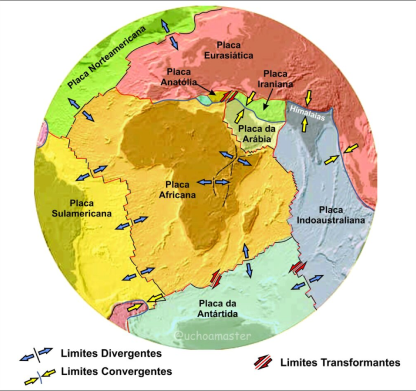 Placa Norteamericana
Placa
Eurasiática
Placa
Anatólia
Placa
Iraniana
Himalaias
Placa da
Arábia
Placa
Africana
Placa
Sulamericana
Placa
Indoaustraliana
Placa da
Antártida
@uchoamaster
Limites Divergentes
Limites Convergentes
Limites Transformantes